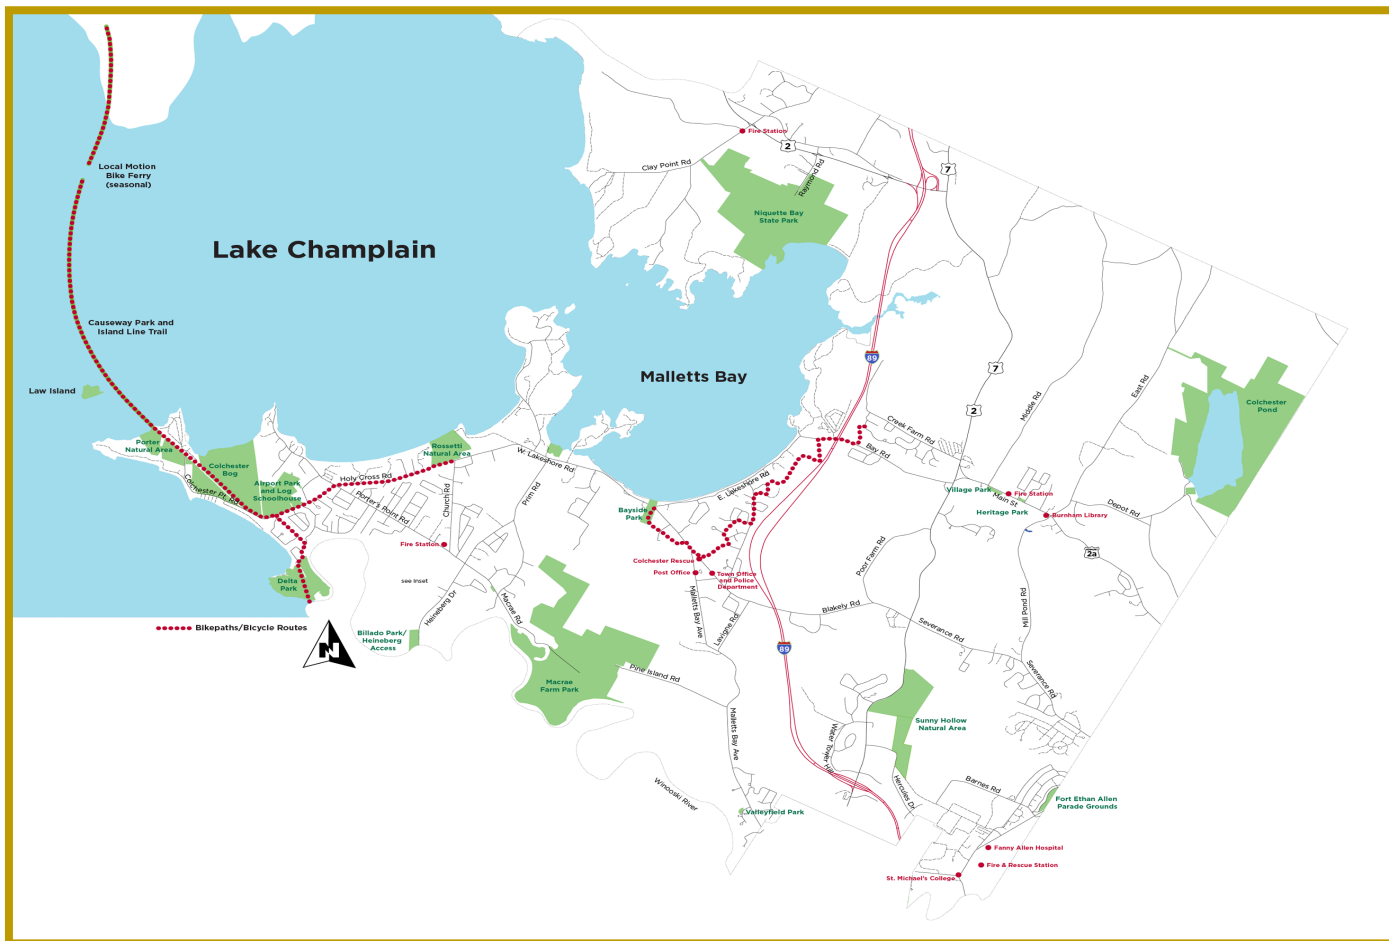 Fire Station
2
7
Clay Point Rd
Raymond Rd
Local Motion
Bike Ferry
(seasonal)
Niquette Bay
State Park
Lake Champlain
Causeway Park and
Island Line Trail
89
7
Malletts Bay
Law Island
East Rd
Middle Rd
2
Colchester
Pond
Creek Farm Rd
Bay Rd
Porter
Natural Area
Rossetti
Natural Area
W. Lakeshore Rd
Colchester
Bog
Holy Cross Rd
Airport Park
and Log
Schoolhouse
Colchester Pt. Rd
Porter's Point Rd
Church Rd
Prim Rd
E. Lakeshore Rd
Village Park
Fire Station
Main St
Heritage Park
Depot Rd
Burnham Library
Bayside
Park
Fire Station
Poor Farm Rd
2a
Colchester Rescue
Post Office
Town Office
and Police
Department
see inset
Delta
Park
Heineberg Dr
Macrae Rd
Malletts Bay Ave
Lavigne Rd
Blakely Rd
Mill Pond Rd
Severance Rd
Bikepaths/Bicycle Routes
N
Billado Park/
Heineberg
Access
89
Severance Rd
Pine Island Rd
Macrae
Farm Park
Malletts Bay Ave
Water Tower Hill
Sunny Hollow
Natural Area
Winooski River
Hercules Dr
Barnes Rd
Fort Ethan Allen
Parade Grounds
Valleyfield Park
Fanny Allen Hospital
Fire & Rescue Station
St. Michael's College